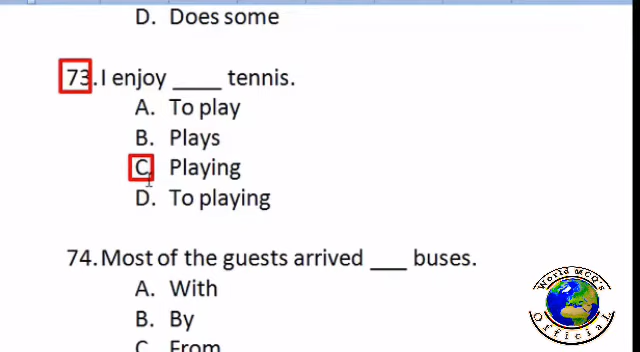 D. Does some
73. I enjoy ____ tennis.
A. To play
B. Plays
C. Playing
D. To playing
74. Most of the guests arrived ___ buses.
A. With
B. By
C. From
World MCQ's
Official